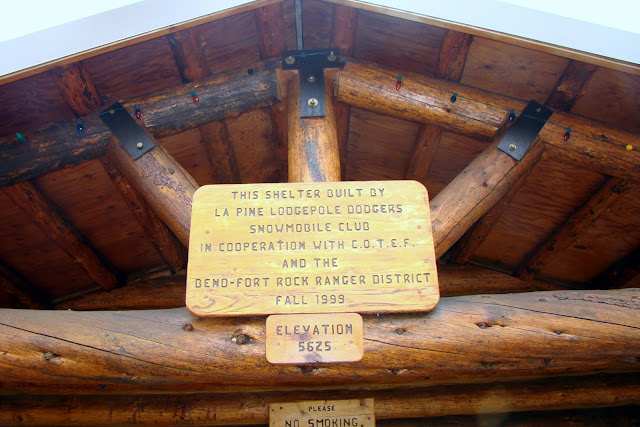 THIS SHELTER BUILT BY
LA PINE LODGEPOLE DODGERS
SNOWMOBILE CLUB
IN COOPERATION WITH C.O.T.E.F.
AND THE
BEND-FORT ROCK RANGER DISTRICT
FALL 1999
ELEVATION
5625
PLEASE
NO SMOKING,